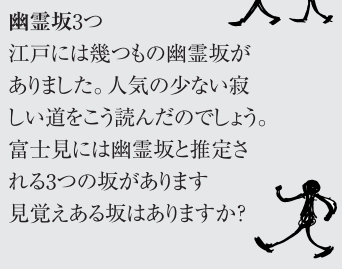 幽霊坂3つ
江戸には幾つもの幽霊坂が
ありました。人気の少ない寂
しい道をこう読んだのでしょう。
富士見には幽霊坂と推定さ
れる3つの坂があります
見覚えある坂はありますか?